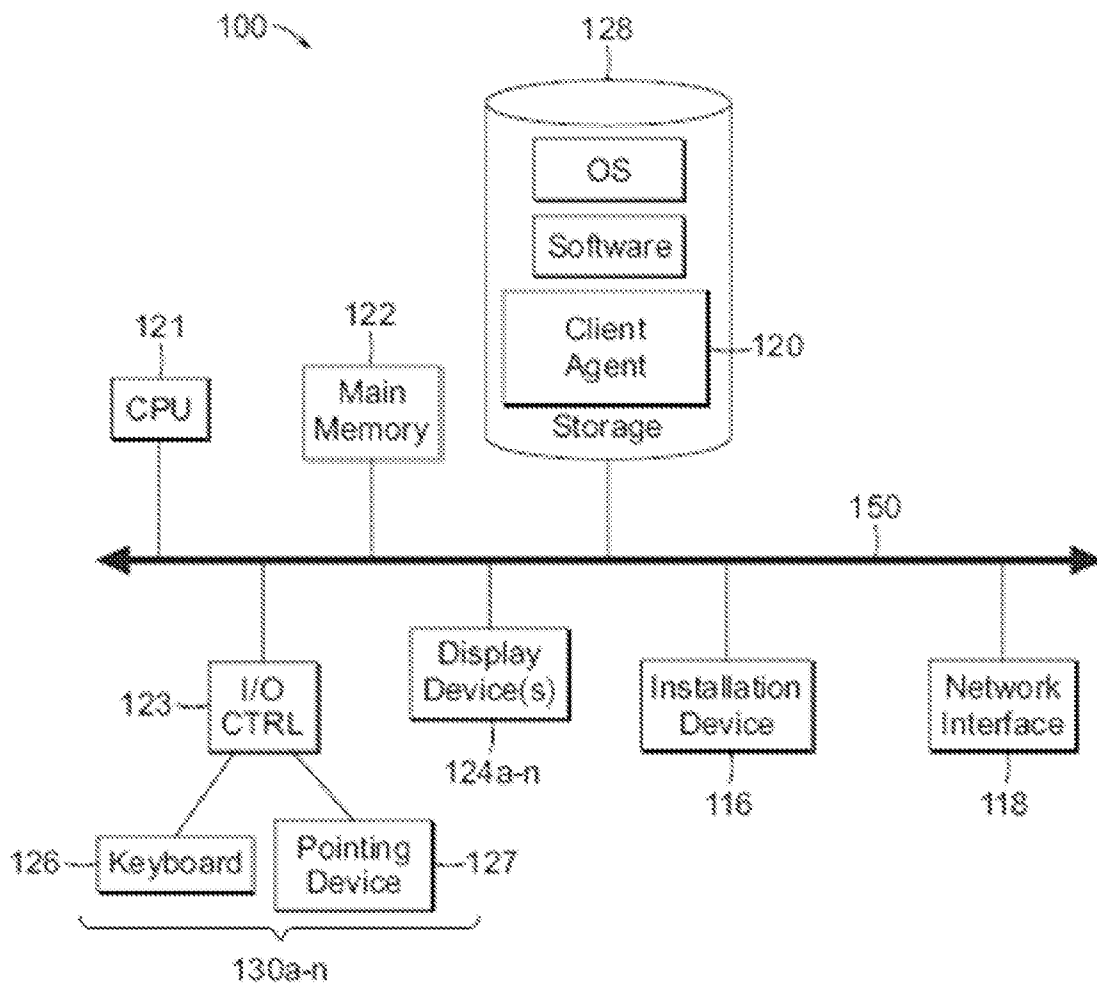 100
128
OS
Software
Client
Agent
120
Storage
121
CPU
122
Main
Memory
150
I/O
CTRL
123
Display
Device(s)
124a-n
Installation
Device
116
Network
Interface
118
126
Keyboard
Pointing
Device
127
130a-n